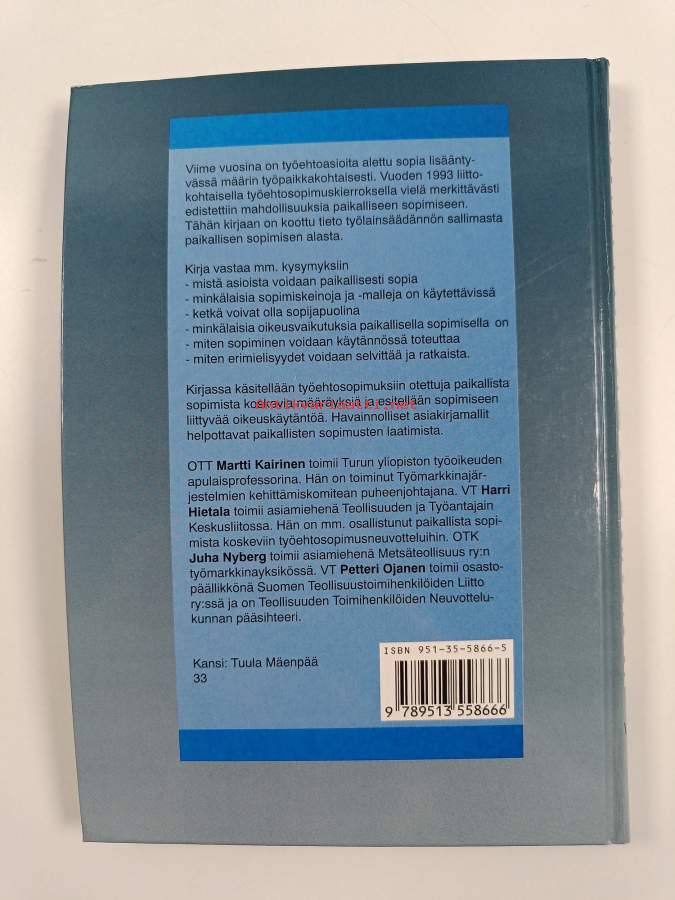 Viime vuosina on työehtoasioita alettu sopia lisäänty-
vässä määrin työpaikkakohtaisesti. Vuoden 1993 liitto-
kohtaisella työehtosopimuskierroksella vielä merkittävästi
edistettiin mahdollisuuksia paikalliseen sopimiseen.
Tähän kirjaan on koottu tieto työlainsäädännön sallimasta
paikallisen sopimisen alasta.
Kirja vastaa mm. kysymyksiin
- mistä asioista voidaan paikallisesti sopia
- minkälaisia sopimiskeinoja ja -malleja on käytettävissä
- ketkä voivat olla sopijapuolina
- minkälaisia oikeusvaikutuksia paikallisella sopimisella on
- miten sopiminen voidaan käytännössä toteuttaa
- miten erimielisyydet voidaan selvittää ja ratkaista.
Kirjassa käsitellään työehtosopimuksiin otettuja paikallista
sopimista koskevia määräyksiä ja esitellään sopimiseen
liittyvää oikeuskäytäntöä. Havainnolliset asiakirjamallit
helpottavat paikallisten sopimusten laatimista.
OTT Martti Kairinen toimii Turun yliopiston työoikeuden
apulaisprofessorina. Hän on toiminut Työmarkkinajär-
jestelmien kehittämiskomitean puheenjohtajana. VT Harri
Hietala toimii asiamiehenä Teollisuuden ja Työantajain
Keskusliitossa. Hän on mm. osallistunut paikallista sopi-
mista koskeviin työehtosopimusneuvotteluihin. OTK
Juha Nyberg toimii asiamiehenä Metsäteollisuus ry:n
työmarkkinayksikössä. VT Petteri Ojanen toimii osasto-
päällikkönä Suomen Teollisuustoimihenkilöiden Liitto
ry:ssä ja on Teollisuuden Toimihenkilöiden Neuvottelu-
kunnan pääsihteeri.
Kansi: Tuula Mäenpää
33
ISBN 951-35-5866-5
9 789513 558666